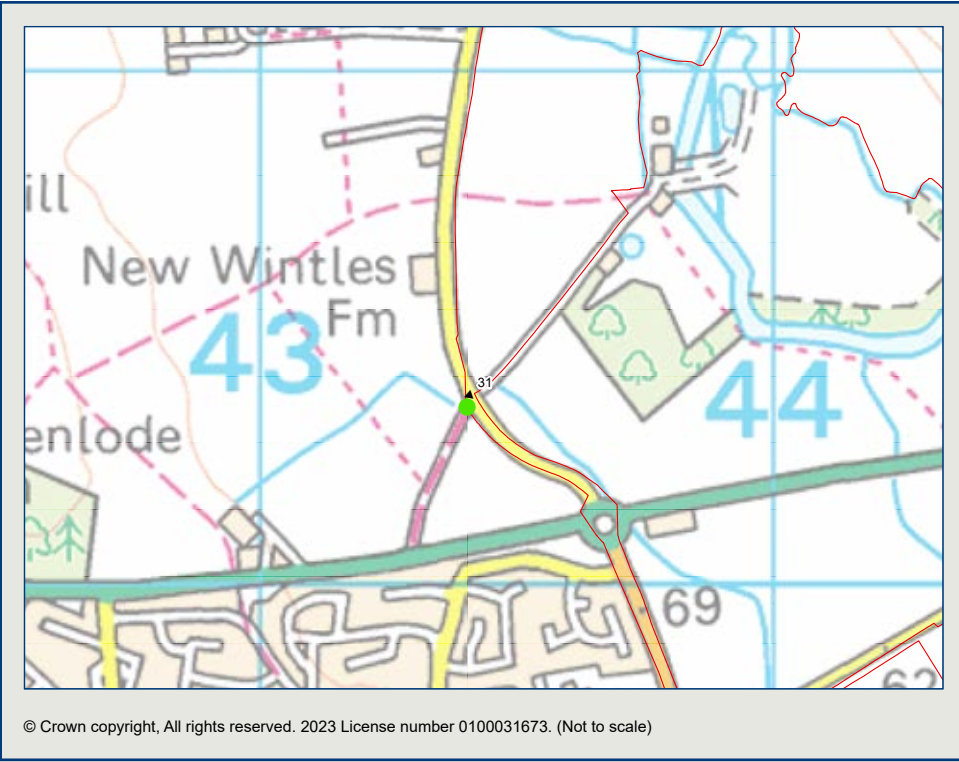 ill
New Wintles
Fm
43
31
44
enlode
69
62
© Crown copyright, All rights reserved. 2023 License number 0100031673. (Not to scale)